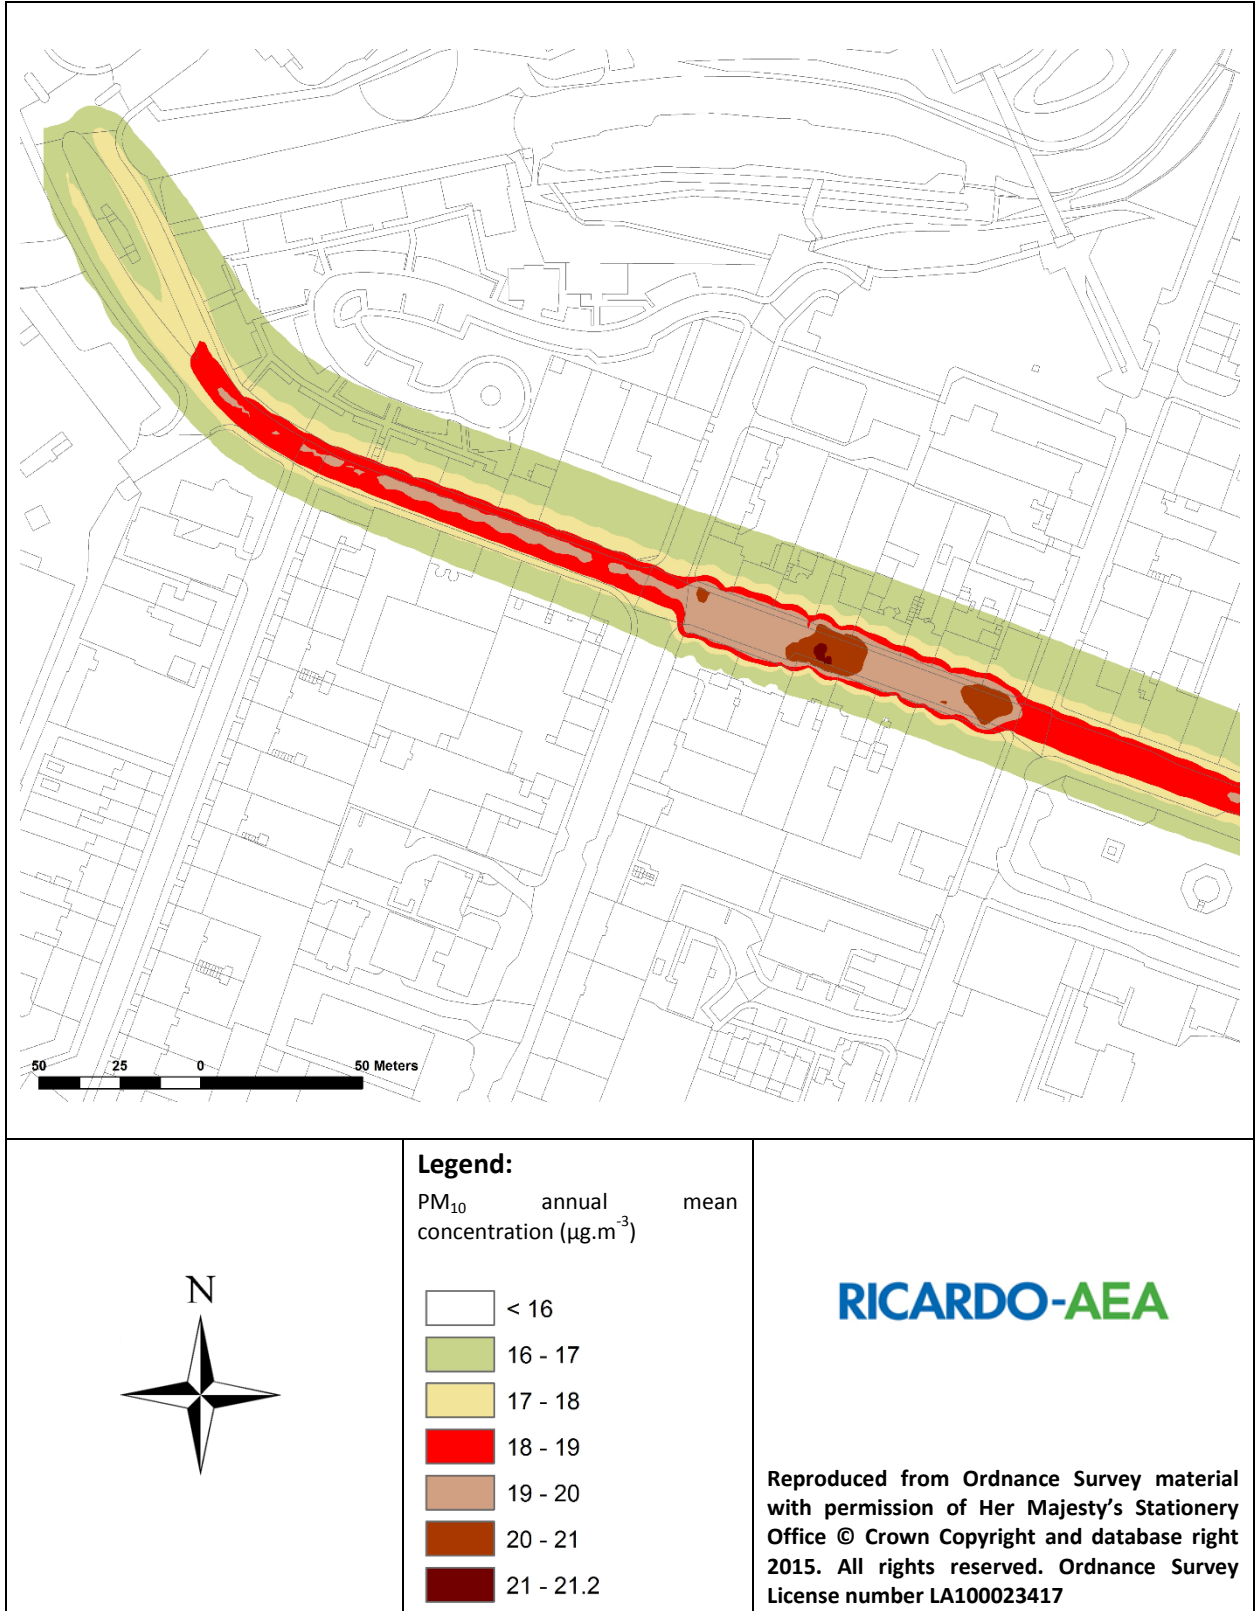 50 25 0 50 Meters
N
Legend:
PM₁₀ annual mean
concentration (µg.m⁻³)
< 16
16 - 17
17 - 18
18 - 19
19 - 20
20 - 21
21 - 21.2
RICARDO-AEA
Reproduced from Ordnance Survey material
with permission of Her Majesty’s Stationery
Office © Crown Copyright and database right
2015. All rights reserved. Ordnance Survey
License number LA100023417